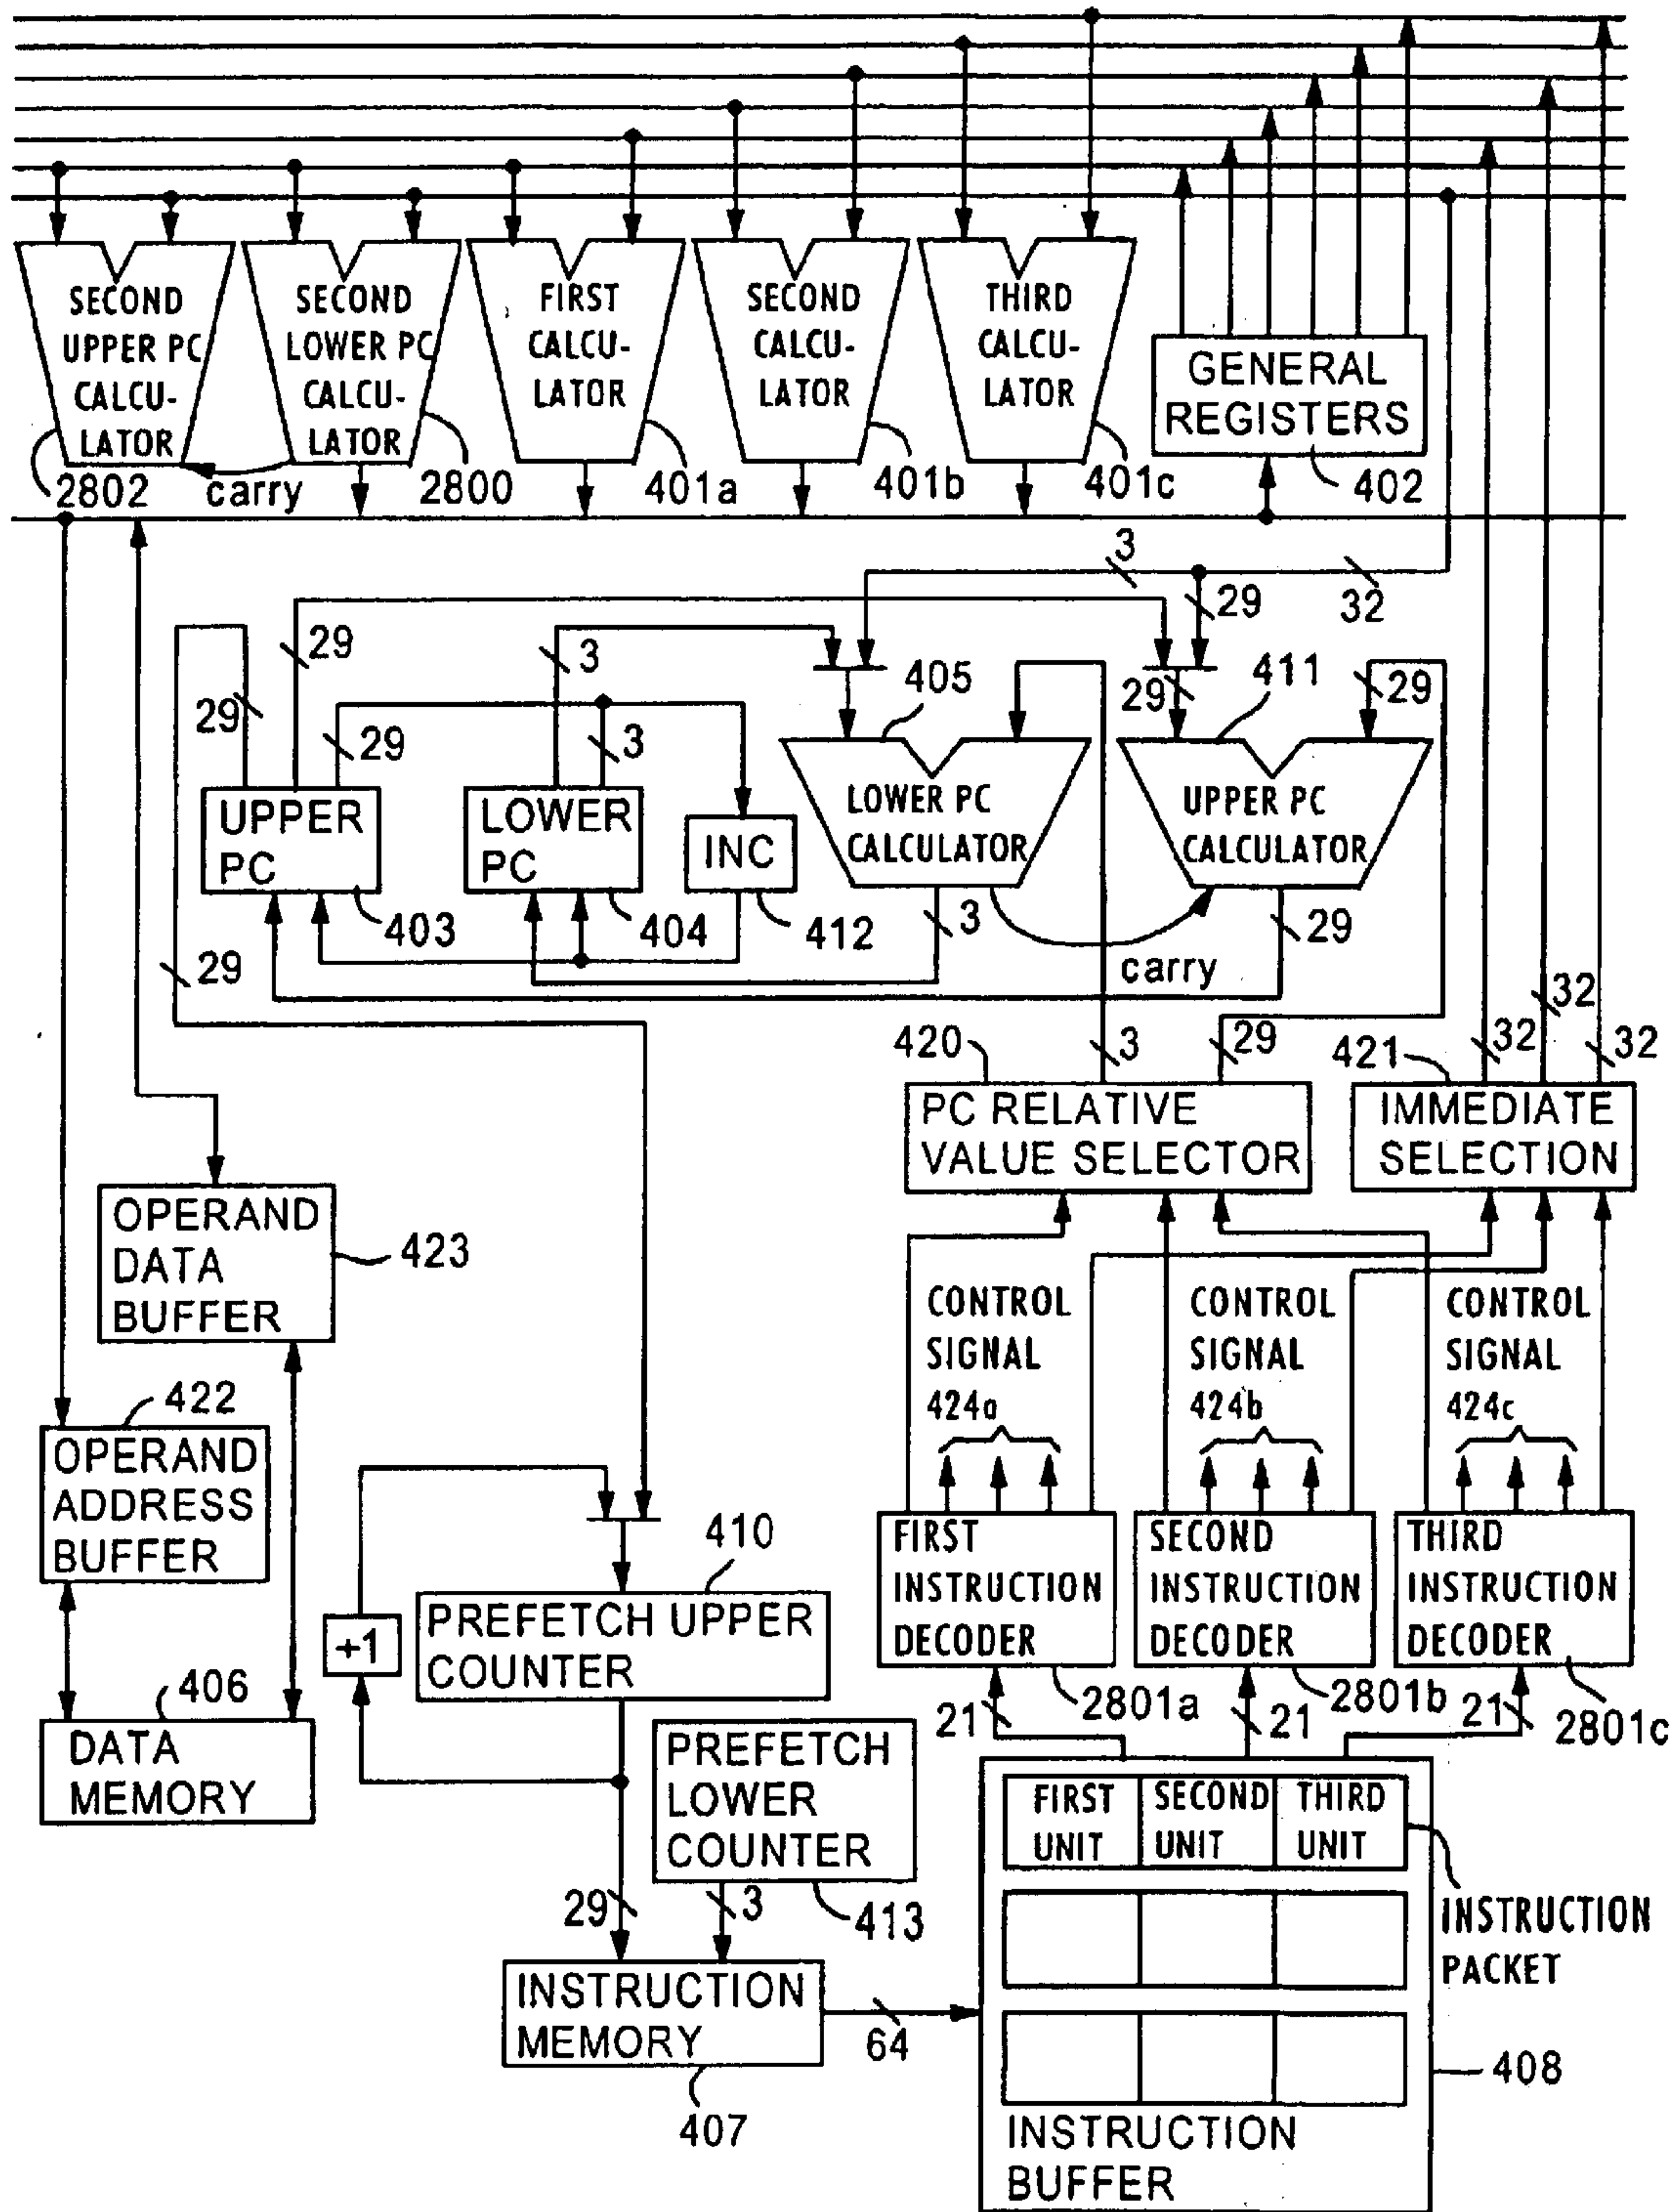 SECOND
UPPER PC
CALCU-
LATOR
SECOND
LOWER PC
CALCU-
LATOR
FIRST
CALCU-
LATOR
SECOND
CALCU-
LATOR
THIRD
CALCU-
LATOR
GENERAL
REGISTERS
2802
carry
2800
401a
401b
401c
402
3
29
32
29
3
405
29
411
29
29
29
3
UPPER
PC
LOWER
PC
INC
LOWER PC
CALCULATOR
UPPER PC
CALCULATOR
403
404
412
3
29
carry
29
420
3
29
421
32
32
32
PC RELATIVE
VALUE SELECTOR
IMMEDIATE
SELECTION
OPERAND
DATA
BUFFER
423
CONTROL
SIGNAL
424a
CONTROL
SIGNAL
424b
CONTROL
SIGNAL
424c
422
OPERAND
ADDRESS
BUFFER
410
PREFETCH UPPER
COUNTER
+1
FIRST
INSTRUCTION
DECODER
SECOND
INSTRUCTION
DECODER
THIRD
INSTRUCTION
DECODER
406
DATA
MEMORY
21
2801a
21
2801b
21
2801c
PREFETCH
LOWER
COUNTER
29
3
413
FIRST
UNIT
SECOND
UNIT
THIRD
UNIT
INSTRUCTION
PACKET
INSTRUCTION
MEMORY
64
407
408
INSTRUCTION
BUFFER